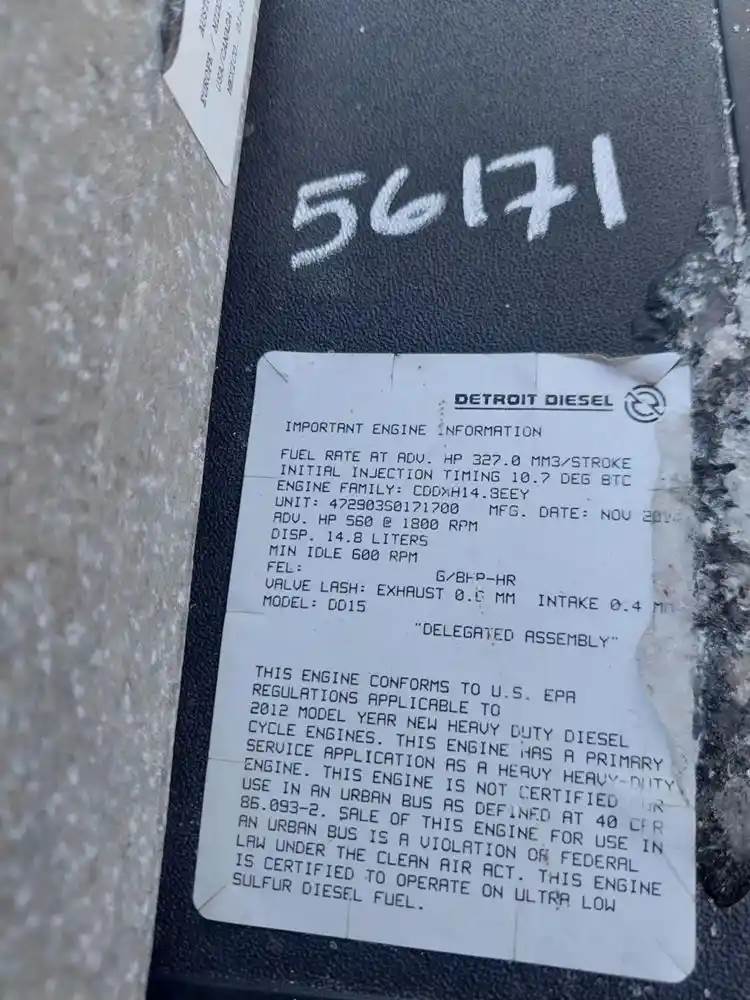 EUROPE /
USA/CANADA
56171
DETROIT DIESEL
IMPORTANT ENGINE INFORMATION
FUEL RATE AT ADV. HP 327.0 MM3/STROKE
INITIAL INJECTION TIMING 10.7 DEG BTC
ENGINE FAMILY: CDDXH14.8EEY
UNIT: 472903S0171700 MFG. DATE: NOV
ADV. HP 560 @ 1800 RPM
DISP. 14.8 LITERS
MIN IDLE 600 RPM
FEL: G/BHP-HR
VALVE LASH: EXHAUST MM INTAKE 0.4 MM
MODEL: DD15
"DELEGATED ASSEMBLY"
THIS ENGINE CONFORMS TO U.S. EPA
REGULATIONS APPLICABLE TO
2012 MODEL YEAR NEW HEAVY DUTY DIESEL
CYCLE ENGINES. THIS ENGINE HAS A PRIMARY
SERVICE APPLICATION AS A HEAVY HEAVY-DUTY
ENGINE. THIS ENGINE IS NOT CERTIFIED FOR
USE IN AN URBAN BUS AS DEFINED AT 40 CFR
86.093-2. SALE OF THIS ENGINE FOR USE IN
AN URBAN BUS IS A VIOLATION OF FEDERAL
LAW UNDER THE CLEAN AIR ACT. THIS ENGINE
IS CERTIFIED TO OPERATE ON ULTRA LOW
SULFUR DIESEL FUEL.